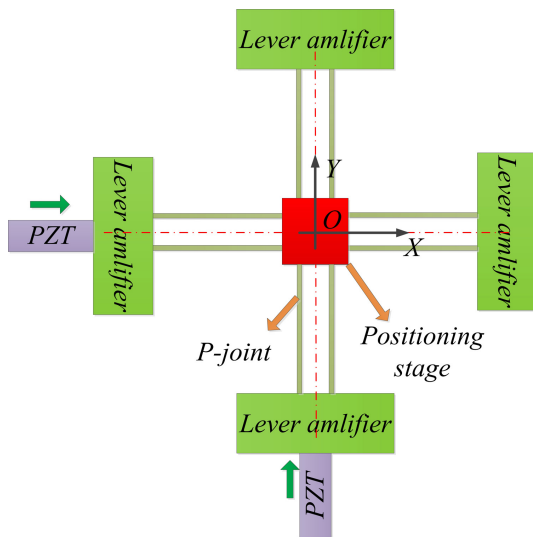 Lever amlifier
Y
Lever amlifier
Lever amlifier
O
PZT
X
P-joint
Positioning
stage
Lever amlifier
PZT